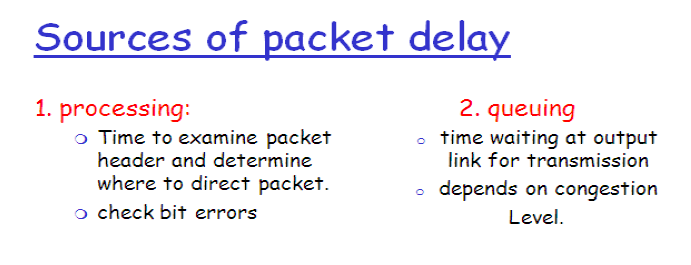 Sources of packet delay
1. processing:
Time to examine packet
header and determine
where to direct packet.
check bit errors
2. queuing
time waiting at output
link for transmission
depends on congestion
Level.